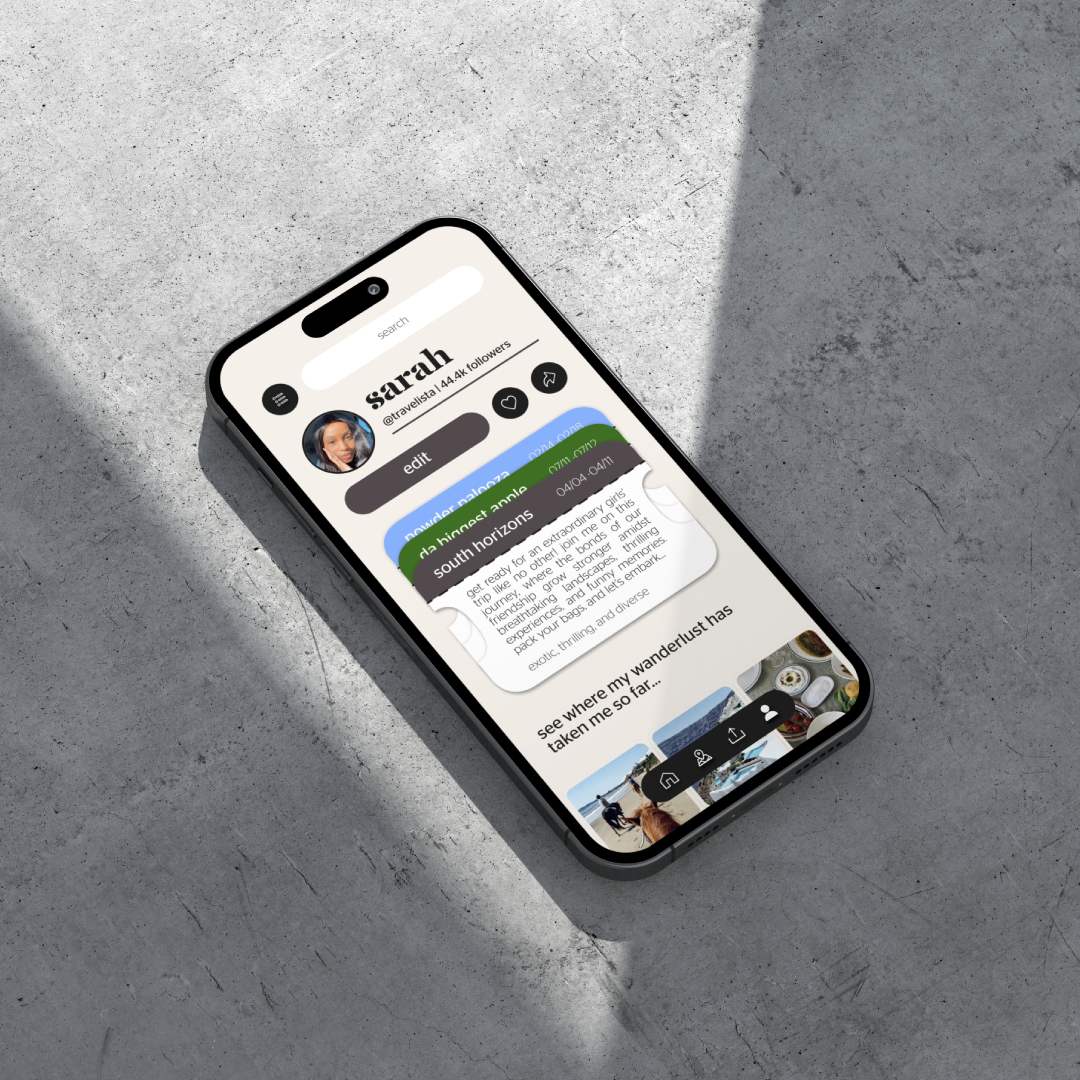 search
sarah
@travelista | 44.4k followers
edit
powder palooza 02/04 -02/08
da biggest apple 07/11 -07/12
south horizons 04/04 -04/11
get ready for an extraordinary girls'
trip like no other! join me on this
journey, where the bonds of our
friendship grow stronger amidst
breathtaking landscapes, thrilling
experiences, and funny memories.
pack your bags, and let's embark...
exotic, thrilling, and diverse
see where my wanderlust has
taken me so far...